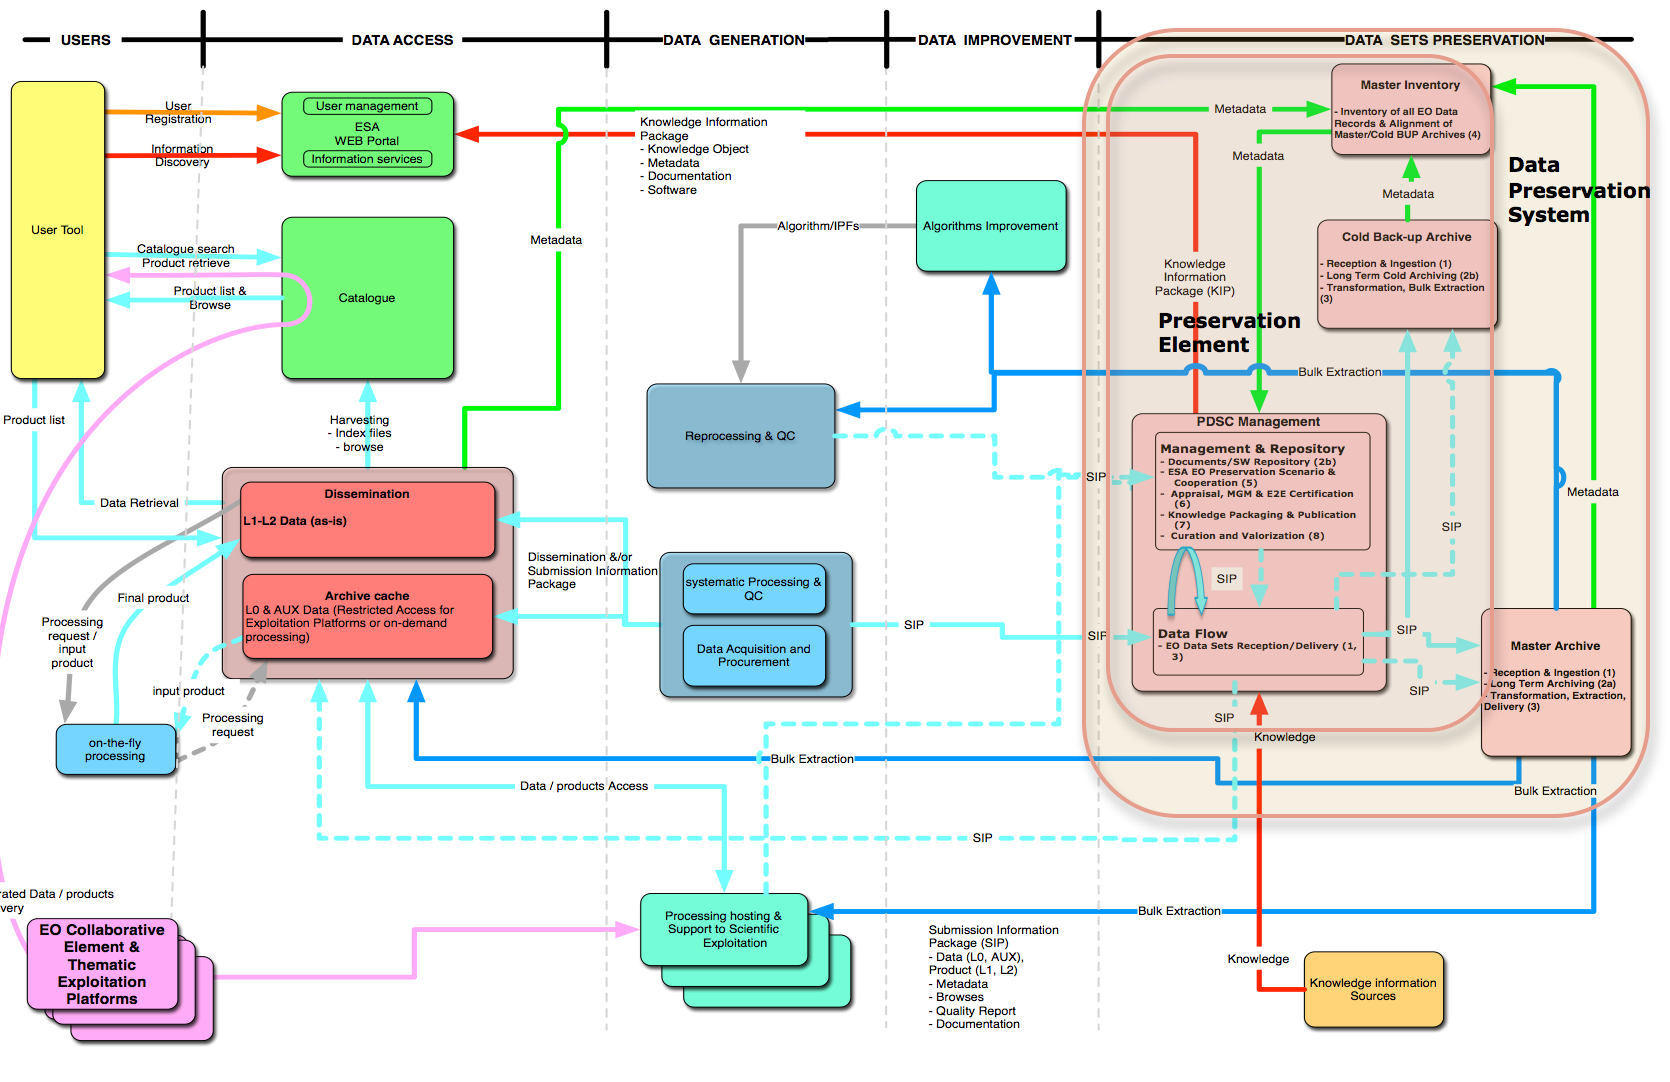 USERS
DATA ACCESS
DATA GENERATION
DATA IMPROVEMENT
DATA SETS PRESERVATION
User Tool
User
Registration
Information
Discovery
User management
ESA
WEB Portal
Information services
Catalogue search
Product retrieve
Product list &
Browse
Catalogue
Product list
Data Retrieval
Harvesting
- Index files
- browse
Metadata
Knowledge Information
Package
- Knowledge Object
- Metadata
- Documentation
- Software
Algorithm/IPFs
Algorithms Improvement
Reprocessing & QC
Metadata
Metadata
Master Inventory
- Inventory of all EO Data
Records & Alignment of
Master/Cold BUP Archives (4)
Data
Preservation
System
Metadata
Cold Back-up Archive
- Reception & Ingestion (1)
- Long Term Cold Archiving (2b)
- Transformation, Bulk Extraction
(3)
Knowledge
Information
Package (KIP)
Preservation
Element
Bulk Extraction
PDSC Management
Management & Repository
- Documents/SW Repository (2b)
- ESA EO Preservation Scenario &
Cooperation (5)
- Appraisal, MGM & E2E Certification
(6)
- Knowledge Packaging & Publication
(7)
- Curation and Valorization (8)
SIP
SIP
SIP
Metadata
Data Flow
- EO Data Sets Reception/Delivery (1,
3)
SIP
SIP
SIP
SIP
Master Archive
- Reception & Ingestion (1)
- Long Term Archiving (2a)
- Transformation, Extraction,
Delivery (3)
Knowledge
Bulk Extraction
Dissemination
L1-L2 Data (as-is)
Archive cache
L0 & AUX Data (Restricted Access for
Exploitation Platforms or on-demand
processing)
Dissemination &/or
Submission Information
Package
systematic Processing &
QC
Data Acquisition and
Procurement
SIP
Final product
Processing
request /
input
product
input product
Processing
request
on-the-fly
processing
Bulk Extraction
Data / products Access
SIP
rated Data / products
very
EO Collaborative
Element &
Thematic
Exploitation
Platforms
Processing hosting &
Support to Scientific
Exploitation
Bulk Extraction
Submission Information
Package (SIP)
- Data (L0, AUX),
Product (L1, L2)
- Metadata
- Browses
- Quality Report
- Documentation
Knowledge
Knowledge information
Sources